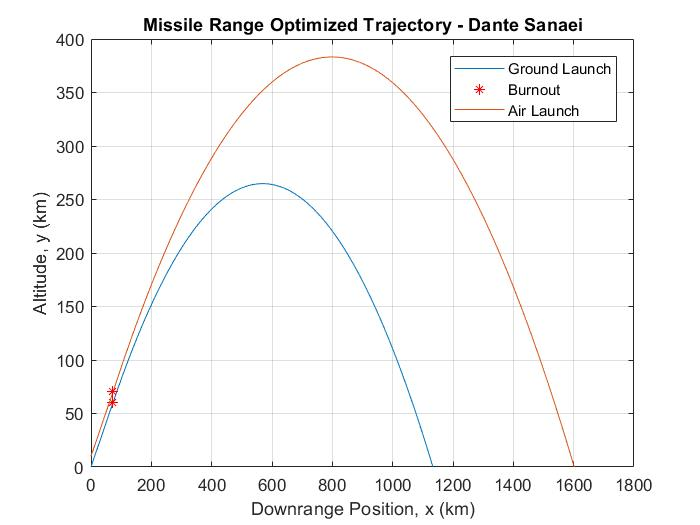 Missile Range Optimized Trajectory - Dante Sanaei
400
350
300
250
200
150
100
50
0
Altitude, y (km)
Ground Launch
Burnout
Air Launch
0 200 400 600 800 1000 1200 1400 1600 1800
Downrange Position, x (km)